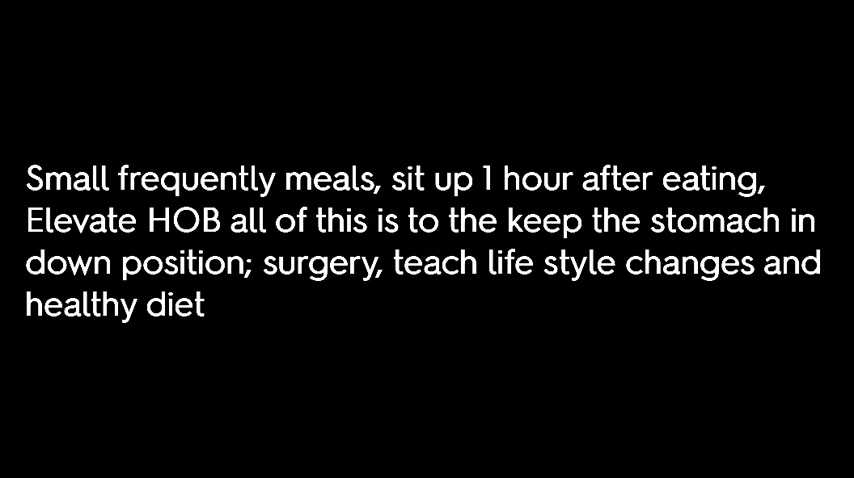 Small frequently meals, sit up 1 hour after eating,
Elevate HOB all of this is to the keep the stomach in
down position; surgery, teach life style changes and
healthy diet